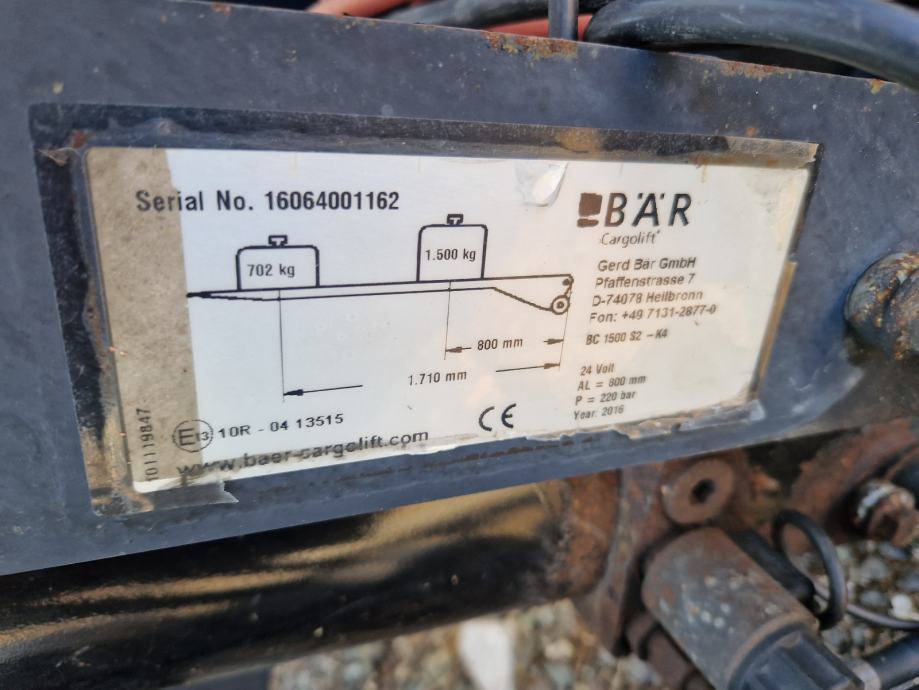 Serial No. 16064001162
BÄR
Cargolift®
702 kg
1.500 kg
Gerd Bär GmbH
Pfaffenstrasse 7
D-74078 Heilbronn
Fon: +49 7131-2877-0
BC 1500 S2 - K4
800 mm
1.710 mm
24 Volt
AL = 800 mm
P = 220 bar
Year: 2016
CE
E13 10R - 04 13515
www.baer-cargolift.com
101119847